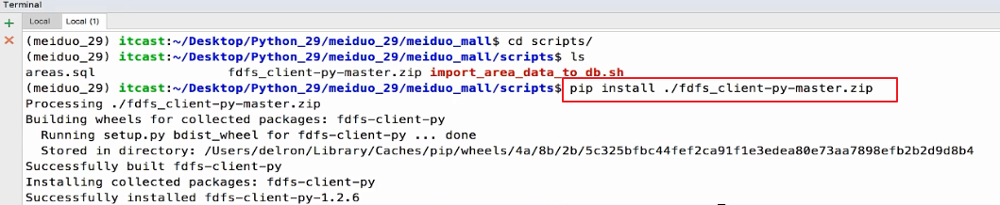 Terminal
+ Local Local (1)
× (meiduo_29) itcast:~/Desktop/Python_29/meiduo_29/meiduo_mall$ cd scripts/
(meiduo_29) itcast:~/Desktop/Python_29/meiduo_29/meiduo_mall/scripts$ ls
areas.sql fdfs_client-py-master.zip import_area_data_to_db.sh
(meiduo_29) itcast:~/Desktop/Python_29/meiduo_29/meiduo_mall/scripts$ pip install ./fdfs_client-py-master.zip
Processing ./fdfs_client-py-master.zip
Building wheels for collected packages: fdfs-client-py
Running setup.py bdist_wheel for fdfs-client-py ... done
Stored in directory: /Users/delron/Library/Caches/pip/wheels/4a/8b/2b/5c325bfbc44fef2ca91f1e3edea80e73aa7898efb2b2d9d8b4
Successfully built fdfs-client-py
Installing collected packages: fdfs-client-py
Successfully installed fdfs-client-py-1.2.6